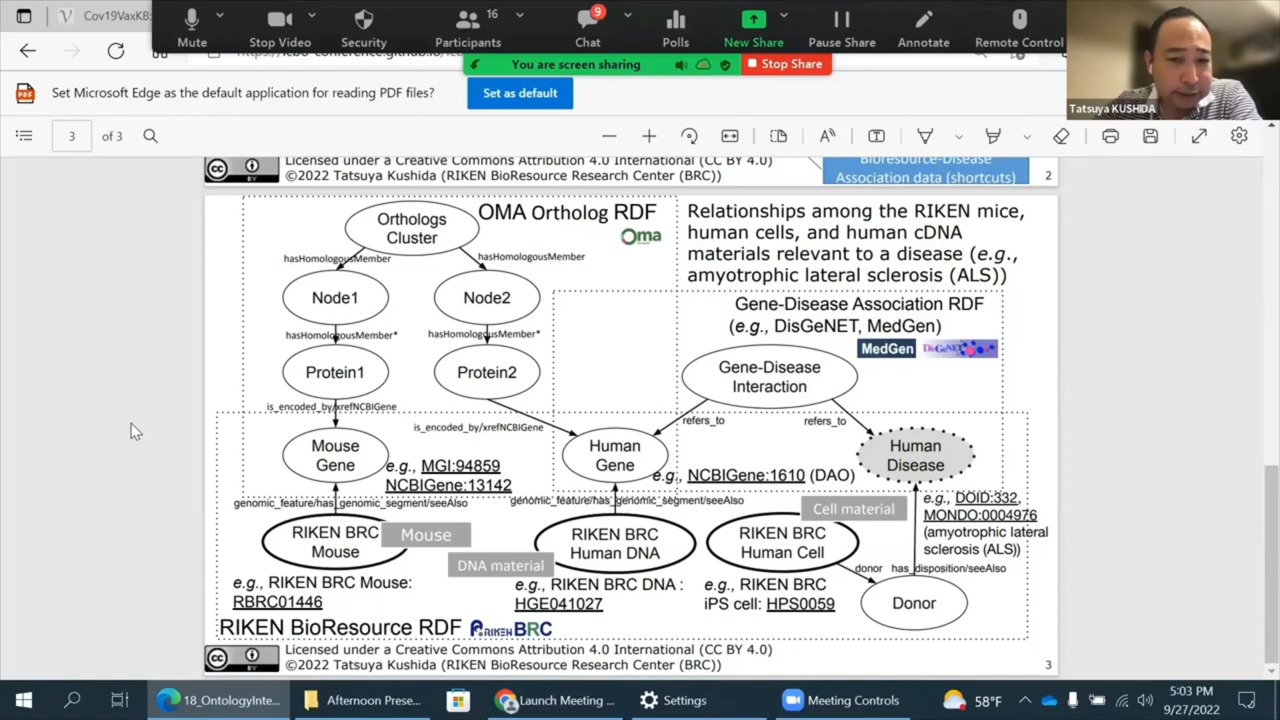 Cov19VaxKB:
Mute
Stop Video
Security
16
Participants
9
Chat
Polls
New Share
Pause Share
Annotate
Remote Control
You are screen sharing
Stop Share
Tatsuya KUSHIDA
Set Microsoft Edge as the default application for reading PDF files?
Set as default
3
of 3
Licensed under a Creative Commons Attribution 4.0 International (CC BY 4.0)
©2022 Tatsuya Kushida (RIKEN BioResource Research Center (BRC))
Bioresource-Disease
Association data (shortcuts)
2
Orthologs
Cluster
OMA Ortholog RDF
Oma
Relationships among the RIKEN mice,
human cells, and human cDNA
materials relevant to a disease (e.g.,
amyotrophic lateral sclerosis (ALS))
hasHomologousMember
hasHomologousMember
Node1
Node2
Gene-Disease Association RDF
(e.g., DisGeNET, MedGen)
MedGen
DisGeNET
hasHomologousMember*
hasHomologousMember*
Protein1
Protein2
Gene-Disease
Interaction
is_encoded_by/xrefNCBIGene
is_encoded_by/xrefNCBIGene
refers_to
refers_to
Mouse
Gene
e.g., MGI:94859
NCBIGene:13142
Human
Gene
e.g., NCBIGene:1610 (DAO)
Human
Disease
genomic_feature/has_genomic_segment/seeAlso
genomic_feature/has_genomic_segment/seeAlso
e.g., DOID:332,
MONDO:0004976
(amyotrophic lateral
sclerosis (ALS))
RIKEN BRC
Mouse
Mouse
DNA material
RIKEN BRC
Human DNA
Cell material
RIKEN BRC
Human Cell
donor
has_disposition/seeAlso
Donor
e.g., RIKEN BRC Mouse:
RBRC01446
e.g., RIKEN BRC DNA :
HGE041027
e.g., RIKEN BRC
iPS cell: HPS0059
RIKEN BioResource RDF
RIKEN BRC
Licensed under a Creative Commons Attribution 4.0 International (CC BY 4.0)
©2022 Tatsuya Kushida (RIKEN BioResource Research Center (BRC))
3
18_OntologyInte...
Afternoon Prese...
Launch Meeting ...
Settings
Meeting Controls
58°F
5:03 PM
9/27/2022